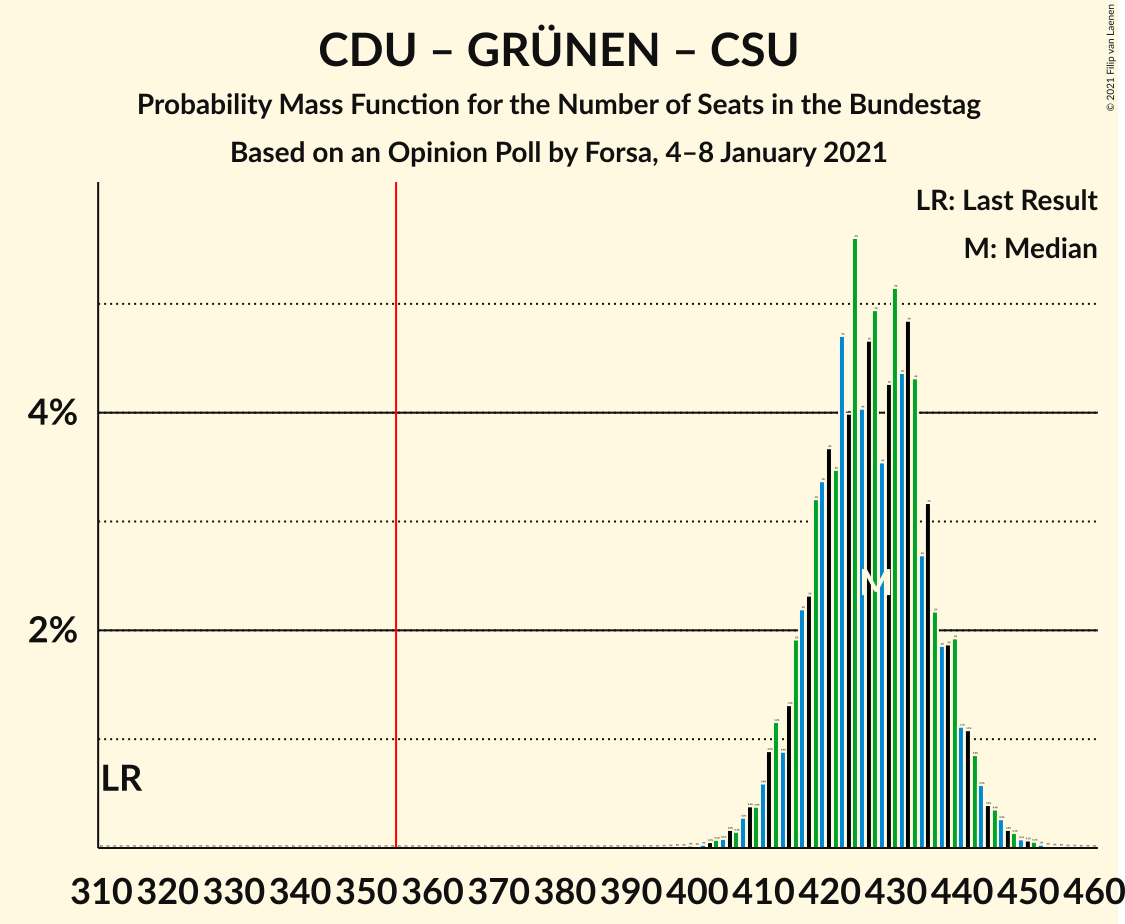 CDU – GRÜNEN – CSU
Probability Mass Function for the Number of Seats in the Bundestag
Based on an Opinion Poll by Forsa, 4–8 January 2021
© 2021 Filip van Laenen
LR: Last Result
M: Median
4%
2%
LR
M
310 320 330 340 350 360 370 380 390 400 410 420 430 440 450 460